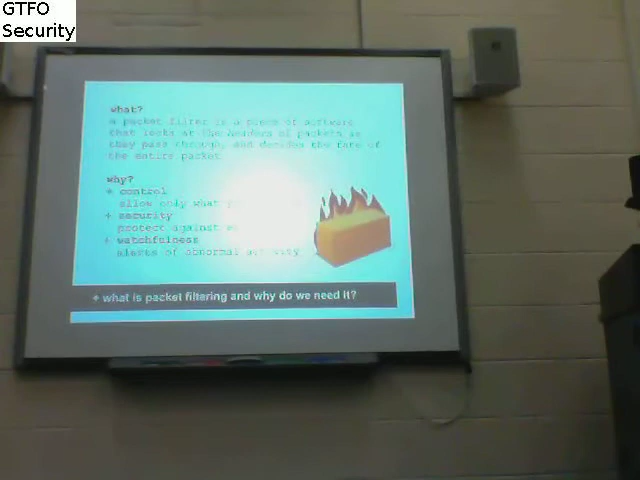 GTFO
Security
what?
a packet filter is a piece of software
that looks at the headers of packets as
they pass through, and decides the fate of
the entire packet
why?
+ control
allow only what
+ security
protect against
+ watchfulness
alerts of abnormal activity
+ what is packet filtering and why do we need it?